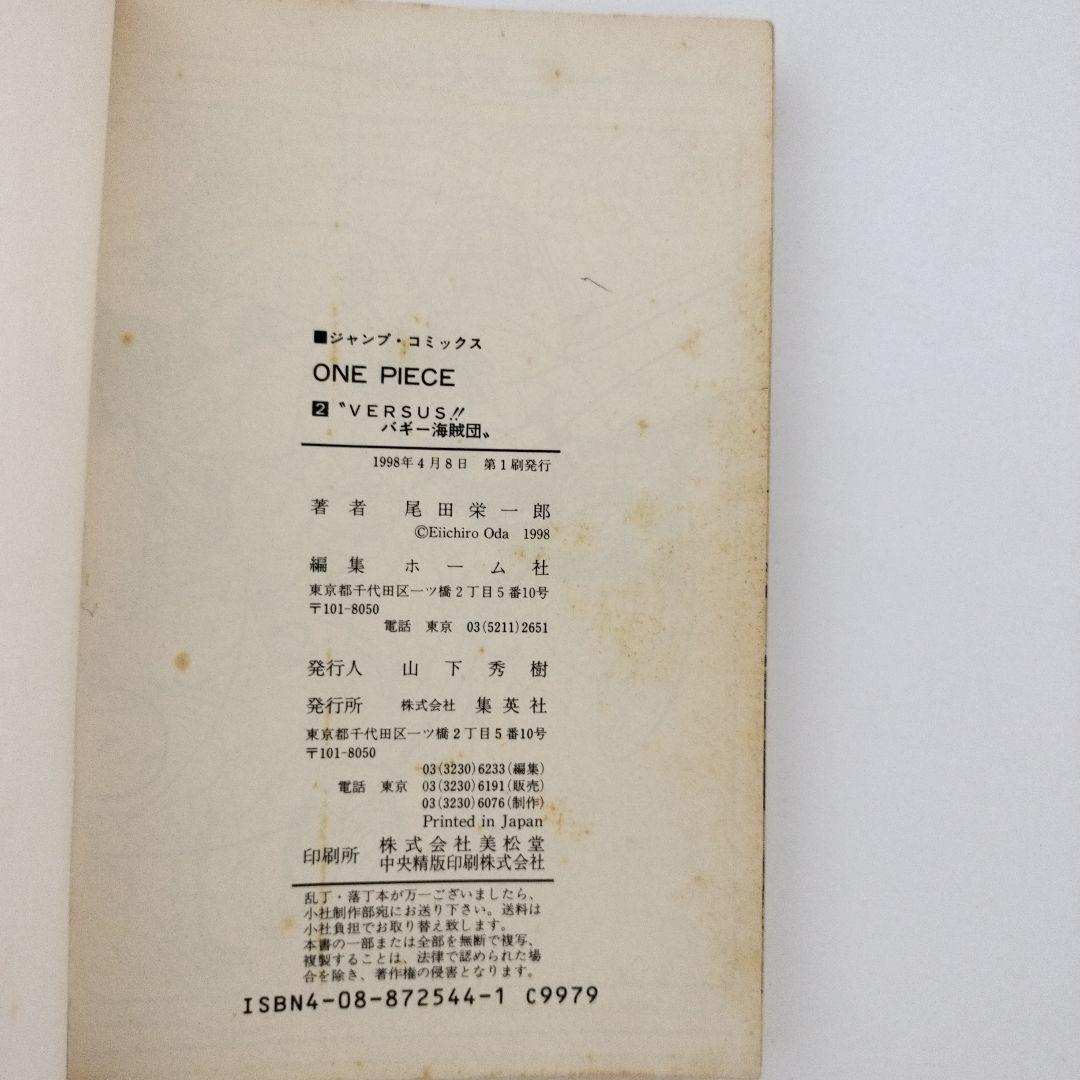 ■ジャンプ・コミックス
ONE PIECE
2 〝VERSUS!!
バギー海賊団〟
1998年4月8日 第1刷発行
著者 尾田栄一郎
©Eiichiro Oda 1998
編集 ホーム社
東京都千代田区一ツ橋2丁目5番10号
〒101-8050
電話 東京 03(5211)2651
発行人 山下秀樹
発行所 株式会社 集英社
東京都千代田区一ツ橋2丁目5番10号
〒101-8050
03(3230)6233(編集)
電話 東京 03(3230)6191(販売)
03(3230)6076(制作)
Printed in Japan
印刷所 株式会社美松堂
中央精版印刷株式会社
乱丁・落丁本が万一ございましたら、
小社制作部宛にお送り下さい。送料は
小社負担でお取り替え致します。
本書の一部または全部を無断で複写、
複製することは、法律で認められた場
合を除き、著作権の侵害となります。
ISBN4-08-872544-1 C9979